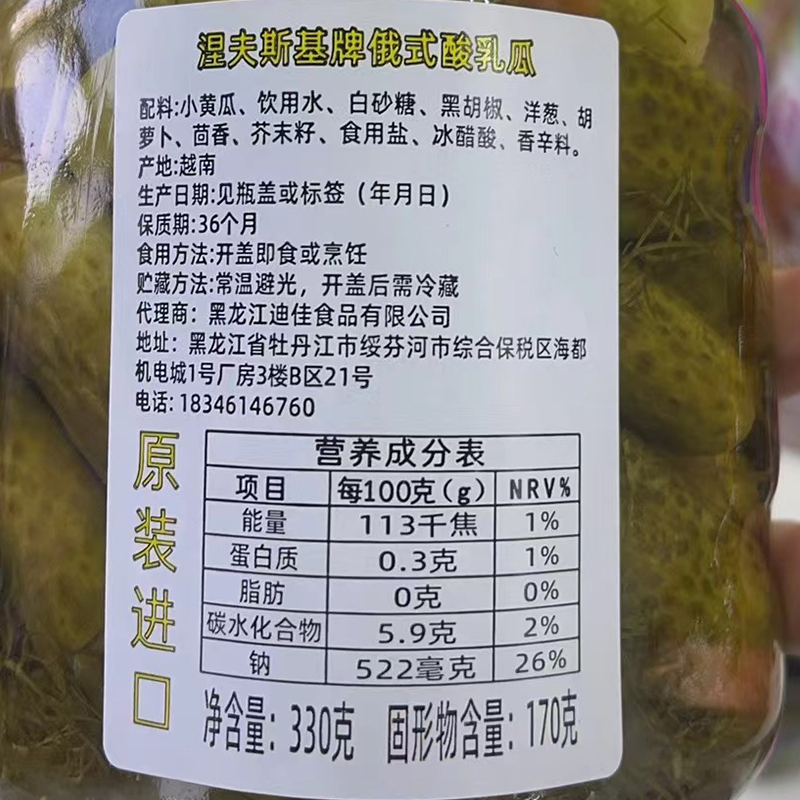 涅夫斯基牌俄式酸乳瓜
配料:小黄瓜、饮用水、白砂糖、黑胡椒、洋葱、胡
萝卜、茴香、芥末籽、食用盐、冰醋酸、香辛料。
产地:越南
生产日期:见瓶盖或标签（年月日）
保质期:36个月
食用方法:开盖即食或烹饪
贮藏方法:常温避光，开盖后需冷藏
代理商：黑龙江迪佳食品有限公司
地址：黑龙江省牡丹江市绥芬河市综合保税区海都
机电城1号厂房3楼B区21号
电话: 18346146760
原装进口
营养成分表
项目 每100克(g) NRV%
能量 113千焦 1%
蛋白质 0.3克 1%
脂肪 0克 0%
碳水化合物 5.9克 2%
钠 522毫克 26%
净含量：330克 固形物含量：170克